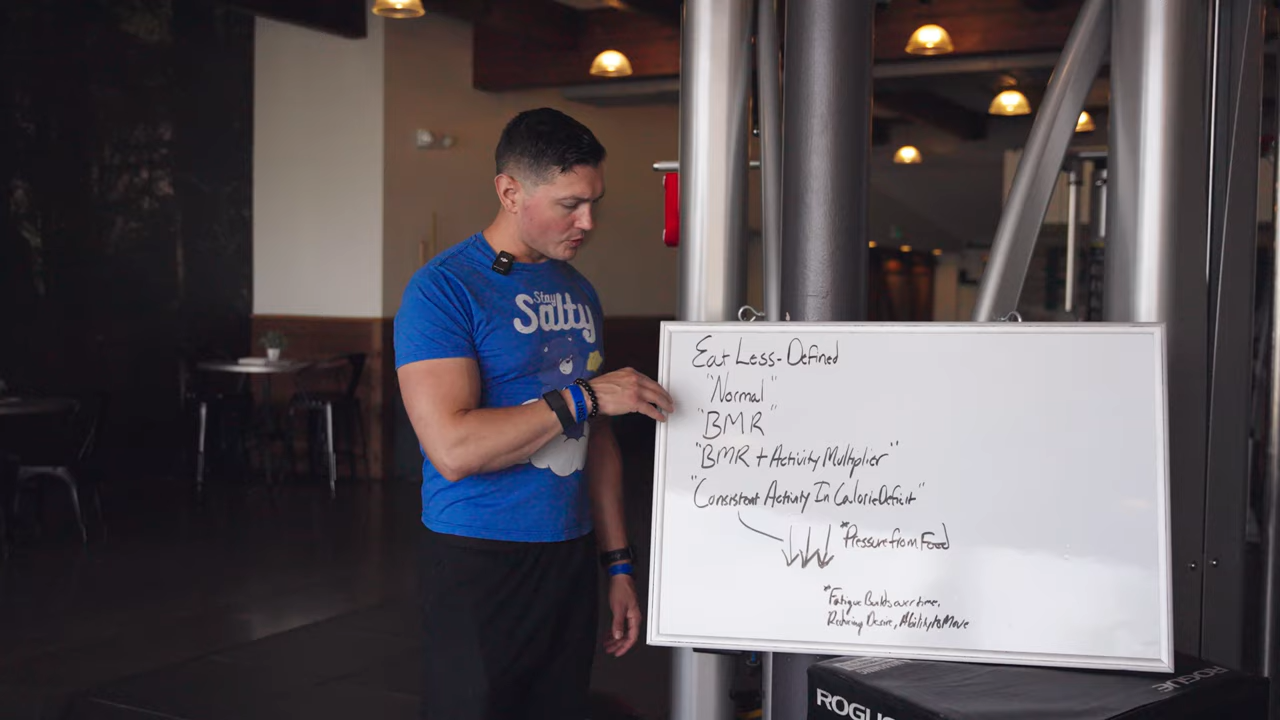 Stay
Salty
Eat Less-Defined
"Normal"
"BMR"
"BMR + Activity Multiplier"
"Consistent Activity In Calorie Deficit"
*Pressure from Food
*Fatigue Builds over time,
Reducing Desire, Ability to Move
ROGUE
ROGUE